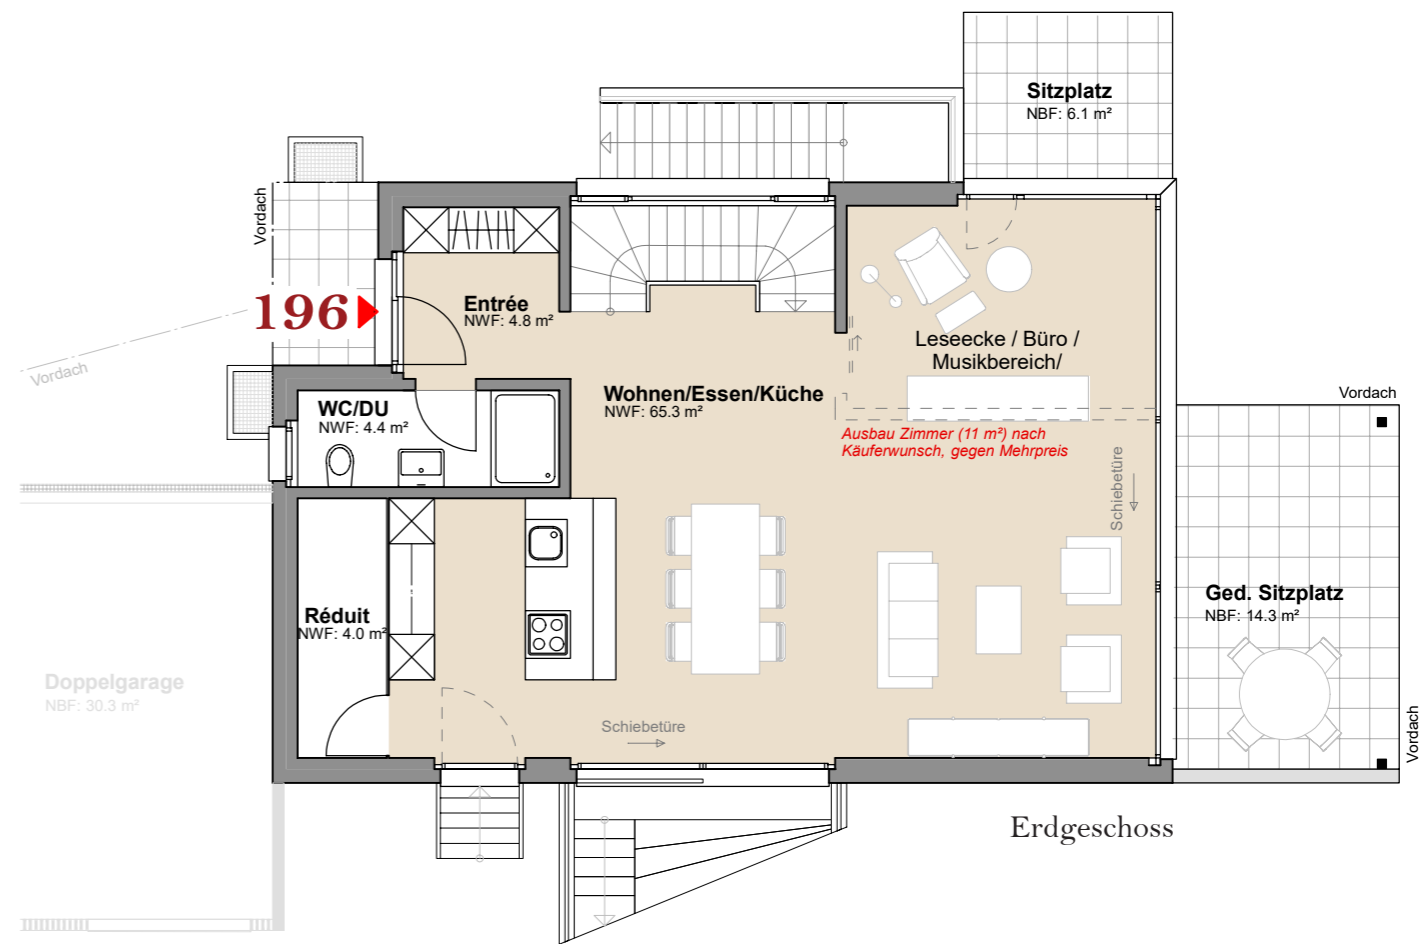 Sitzplatz
NBF: 6.1 m²
Vordach
196
Entrée
NWF: 4.8 m²
Vordach
WC/DU
NWF: 4.4 m²
Wohnen/Essen/Küche
NWF: 65.3 m²
Leseecke / Büro /
Musikbereich/
Ausbau Zimmer (11 m²) nach
Käuferwunsch, gegen Mehrpreis
Schiebetüre
Vordach
Ged. Sitzplatz
NBF: 14.3 m²
Vordach
Réduit
NWF: 4.0 m²
Doppelgarage
NBF: 30.3 m²
Schiebetüre
Erdgeschoss